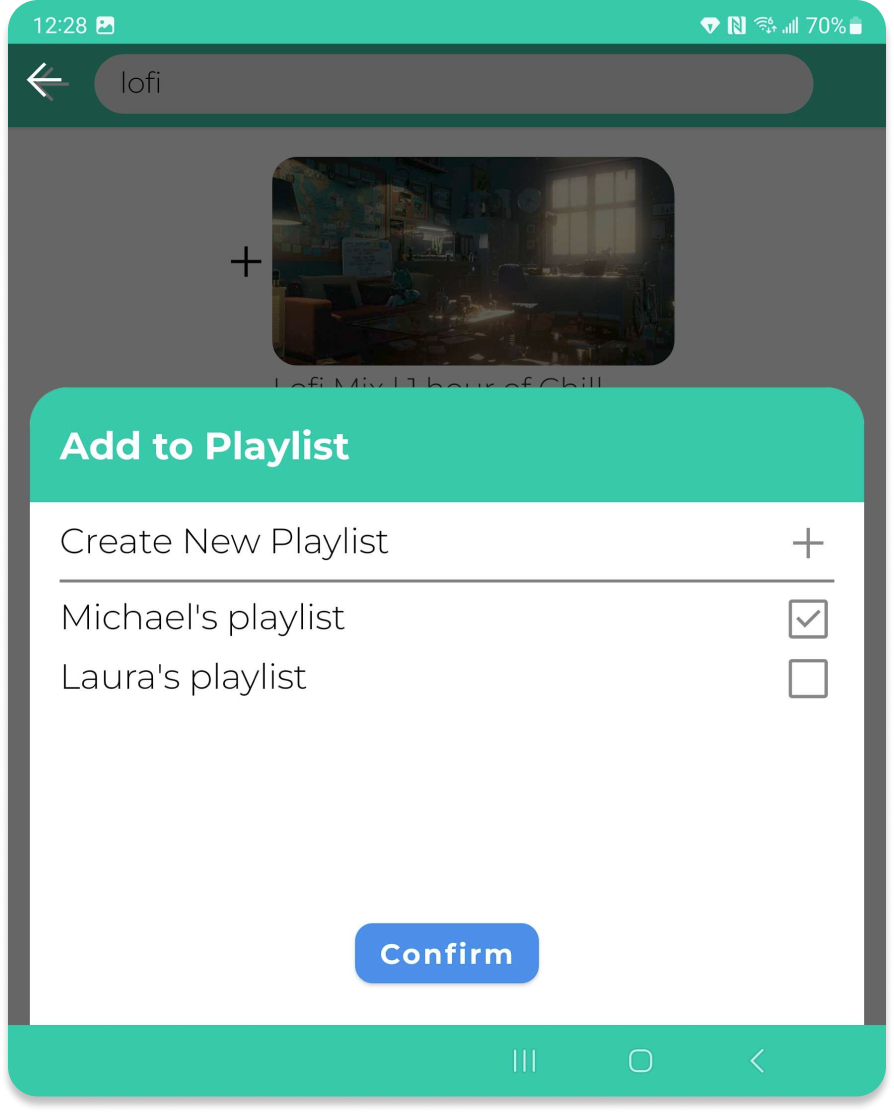 12:28
70%
lofi
Lofi Mix | 1 hour of Chill
Add to Playlist
Create New Playlist
Michael's playlist
Laura's playlist
Confirm